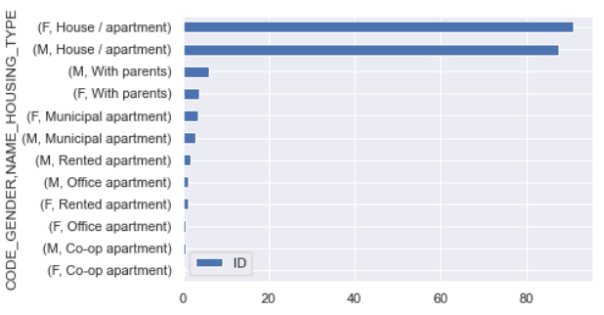 CODE_GENDER,NAME_HOUSING_TYPE
(F, House / apartment)
(M, House / apartment)
(M, With parents)
(F, With parents)
(F, Municipal apartment)
(M, Municipal apartment)
(M, Rented apartment)
(M, Office apartment)
(F, Rented apartment)
(F, Office apartment)
(M, Co-op apartment)
(F, Co-op apartment)
ID
0 20 40 60 80